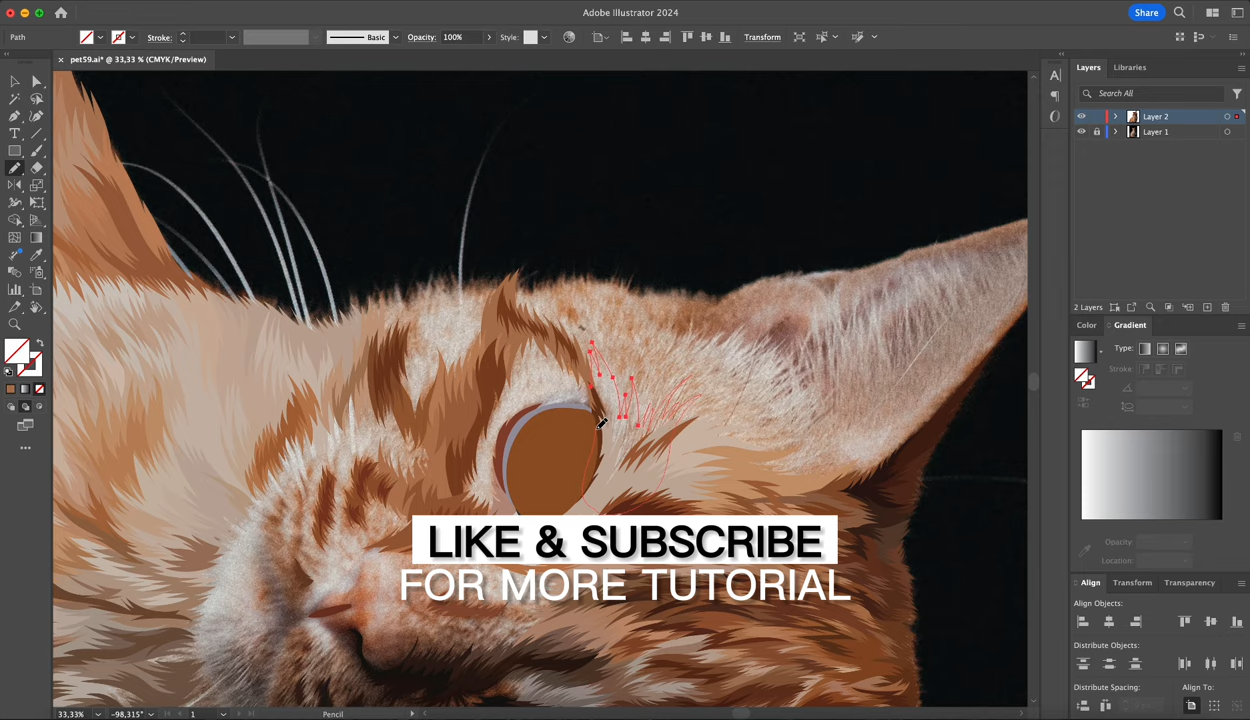 Adobe Illustrator 2024
Share
Path
Stroke:
Basic
Opacity: 100%
Style:
Transform
× pet59.ai* @ 33,33 % (CMYK/Preview)
Layers
Libraries
Search All
Layer 2
Layer 1
2 Layers
Color
Gradient
Type:
Stroke:
Opacity:
Location:
Align
Transform
Transparency
Align Objects:
Distribute Objects:
Distribute Spacing:
Align To:
LIKE & SUBSCRIBE
FOR MORE TUTORIAL
33,33%
-98,315°
1
Pencil